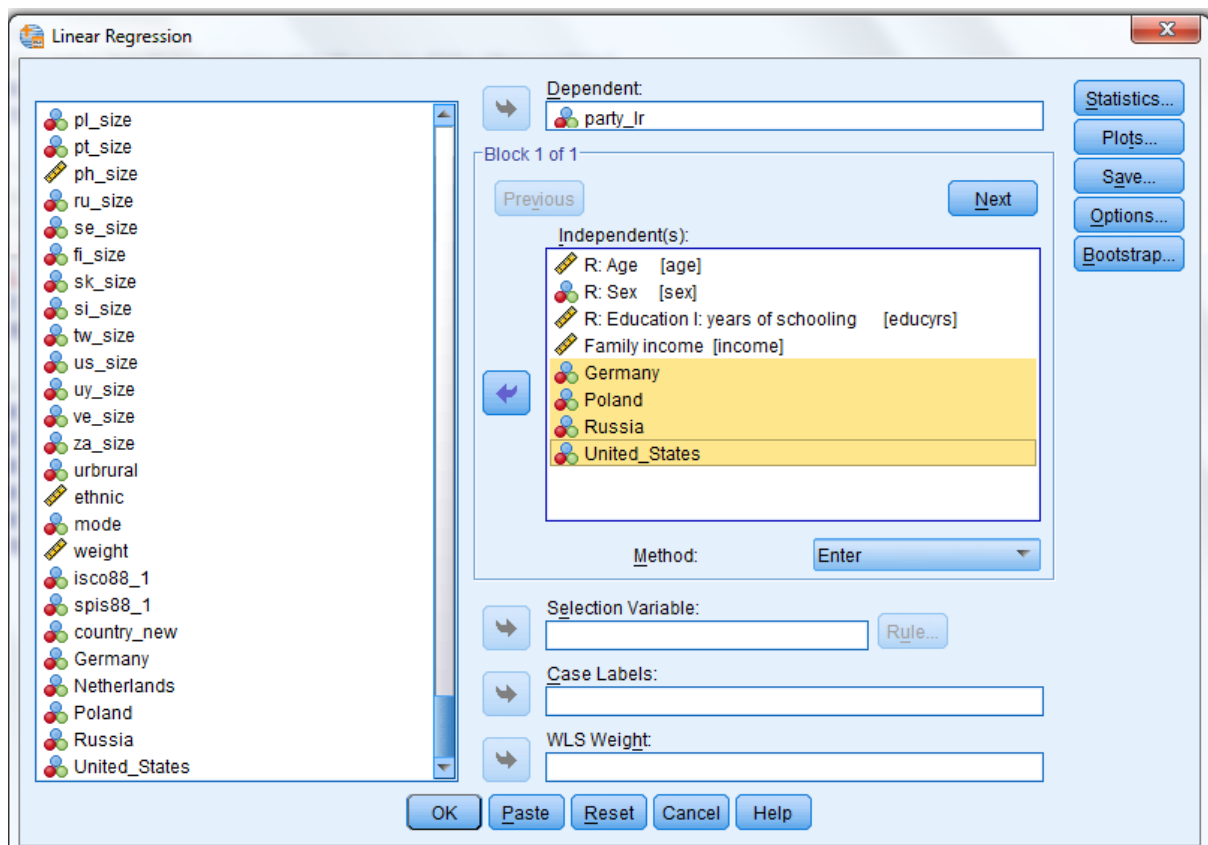 Linear Regression
pl_size
pt_size
ph_size
ru_size
se_size
fi_size
sk_size
si_size
tw_size
us_size
uy_size
ve_size
za_size
urbrural
ethnic
mode
weight
isco88_1
spis88_1
country_new
Germany
Netherlands
Poland
Russia
United_States
Dependent:
party_lr
Block 1 of 1
Previous
Next
Independent(s):
R: Age [age]
R: Sex [sex]
R: Education I: years of schooling [educyrs]
Family income [income]
Germany
Poland
Russia
United_States
Method:
Enter
Selection Variable:
Rule...
Case Labels:
WLS Weight:
Statistics...
Plots...
Save...
Options...
Bootstrap...
OK
Paste
Reset
Cancel
Help